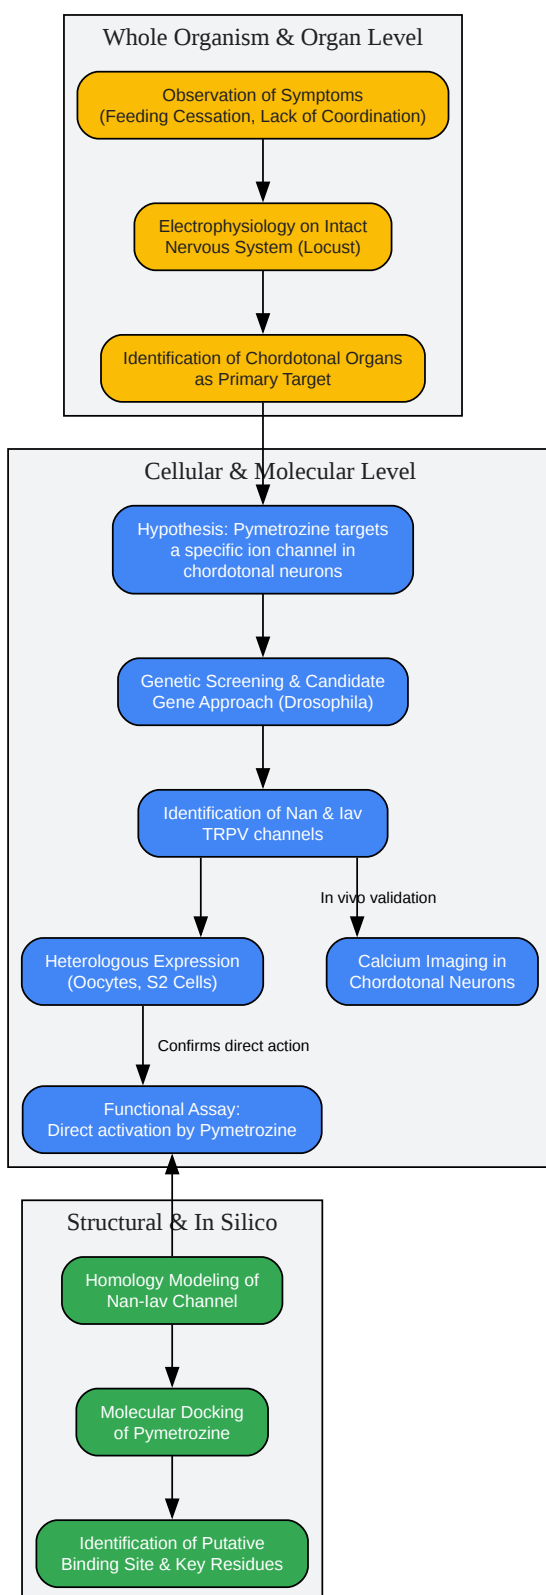 Whole Organism & Organ Level
Observation of Symptoms
(Feeding Cessation, Lack of Coordination)
Electrophysiology on Intact
Nervous System (Locust)
Identification of Chordotonal Organs
as Primary Target
Cellular & Molecular Level
Hypothesis: Pymetrozine targets
a specific ion channel in
chordotonal neurons
Genetic Screening & Candidate
Gene Approach (Drosophila)
Identification of Nan & Iav
TRPV channels
In vivo validation
Heterologous Expression
(Oocytes, S2 Cells)
Calcium Imaging in
Chordotonal Neurons
Confirms direct action
Functional Assay:
Direct activation by Pymetrozine
Structural & In Silico
Homology Modeling of
Nan-Iav Channel
Molecular Docking
of Pymetrozine
Identification of Putative
Binding Site & Key Residues